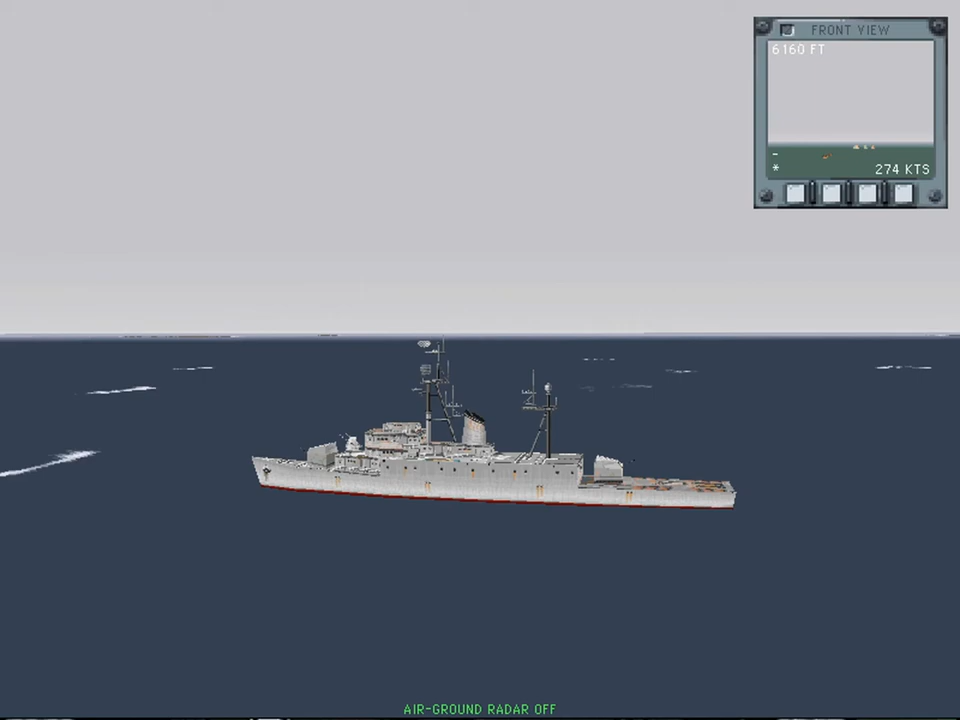 FRONT VIEW
6160 FT
-
*
274 KTS
AIR-GROUND RADAR OFF